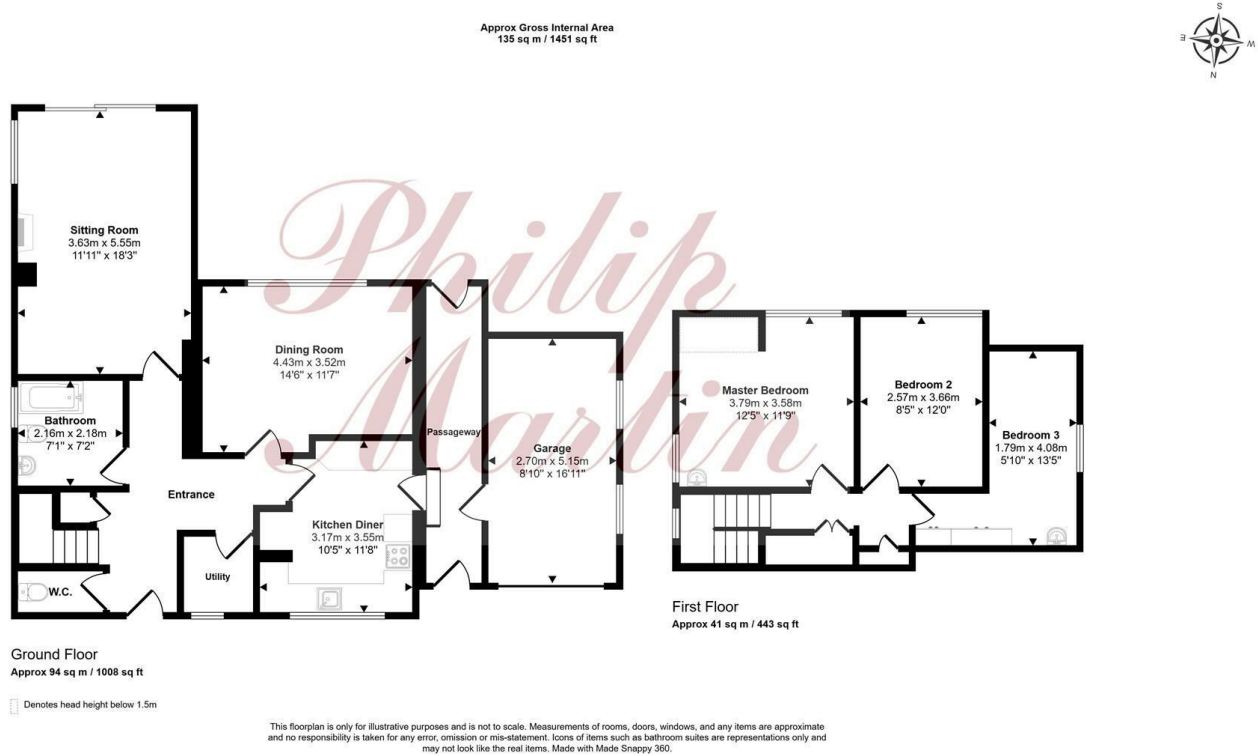 Approx Gross Internal Area
135 sq m / 1451 sq ft
S
E
W
N
Philip
Martin
Sitting Room
3.63m x 5.55m
11'11" x 18'3"
Dining Room
4.43m x 3.52m
14'6" x 11'7"
Bathroom
2.16m x 2.18m
7'1" x 7'2"
Entrance
Kitchen Diner
3.17m x 3.55m
10'5" x 11'8"
Utility
W.C.
Passageway
Garage
2.70m x 5.15m
8'10" x 16'11"
Master Bedroom
3.79m x 3.58m
12'5" x 11'9"
Bedroom 2
2.57m x 3.66m
8'5" x 12'0"
Bedroom 3
1.79m x 4.08m
5'10" x 13'5"
First Floor
Approx 41 sq m / 443 sq ft
Ground Floor
Approx 94 sq m / 1008 sq ft
Denotes head height below 1.5m
This floorplan is only for illustrative purposes and is not to scale. Measurements of rooms, doors, windows, and any items are approximate
and no responsibility is taken for any error, omission or mis-statement. Icons of items such as bathroom suites are representations only and
may not look like the real items. Made with Made Snappy 360.